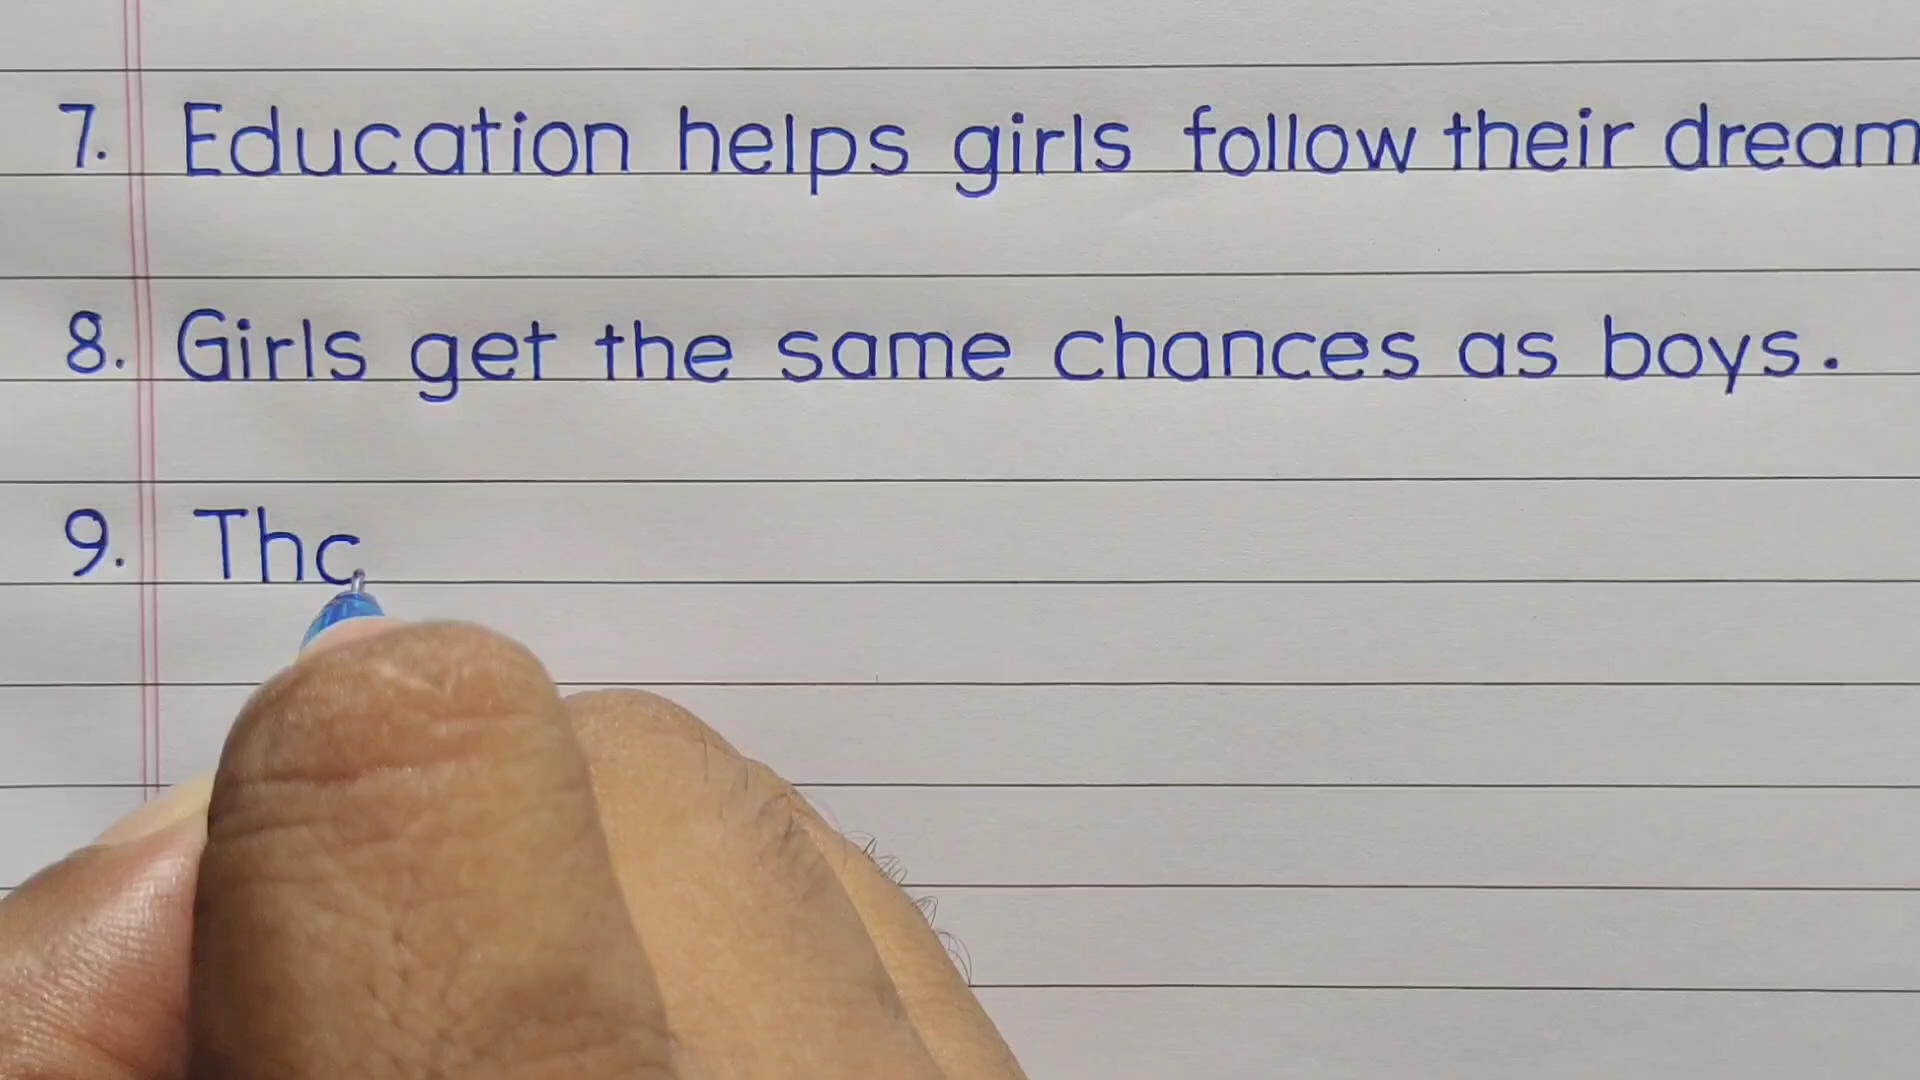 7. Education helps girls follow their dream
8. Girls get the same chances as boys.
9. Thc